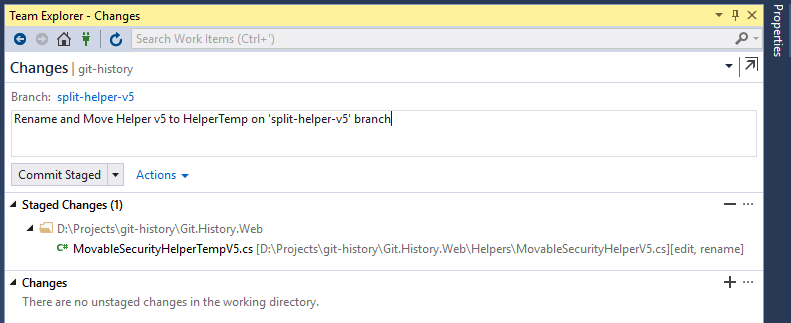 Team Explorer - Changes
Properties
Search Work Items (Ctrl+')
Changes | git-history
Branch: split-helper-v5
Rename and Move Helper v5 to HelperTemp on 'split-helper-v5' branch
Commit Staged
Actions
Staged Changes (1)
D:\Projects\git-history\Git.History.Web
C# MovableSecurityHelperTempV5.cs [D:\Projects\git-history\Git.History.Web\Helpers\MovableSecurityHelperV5.cs][edit, rename]
Changes
There are no unstaged changes in the working directory.